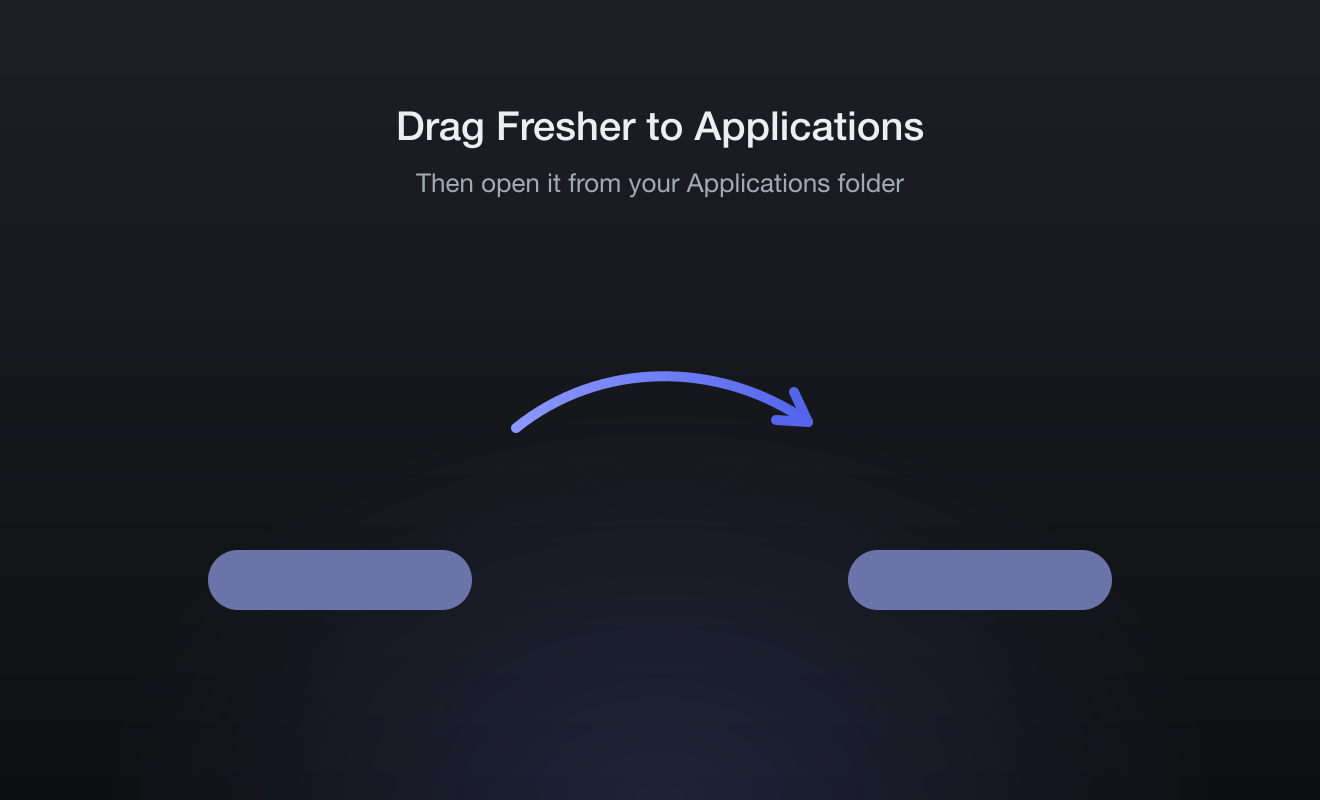 Drag Fresher to Applications
Then open it from your Applications folder